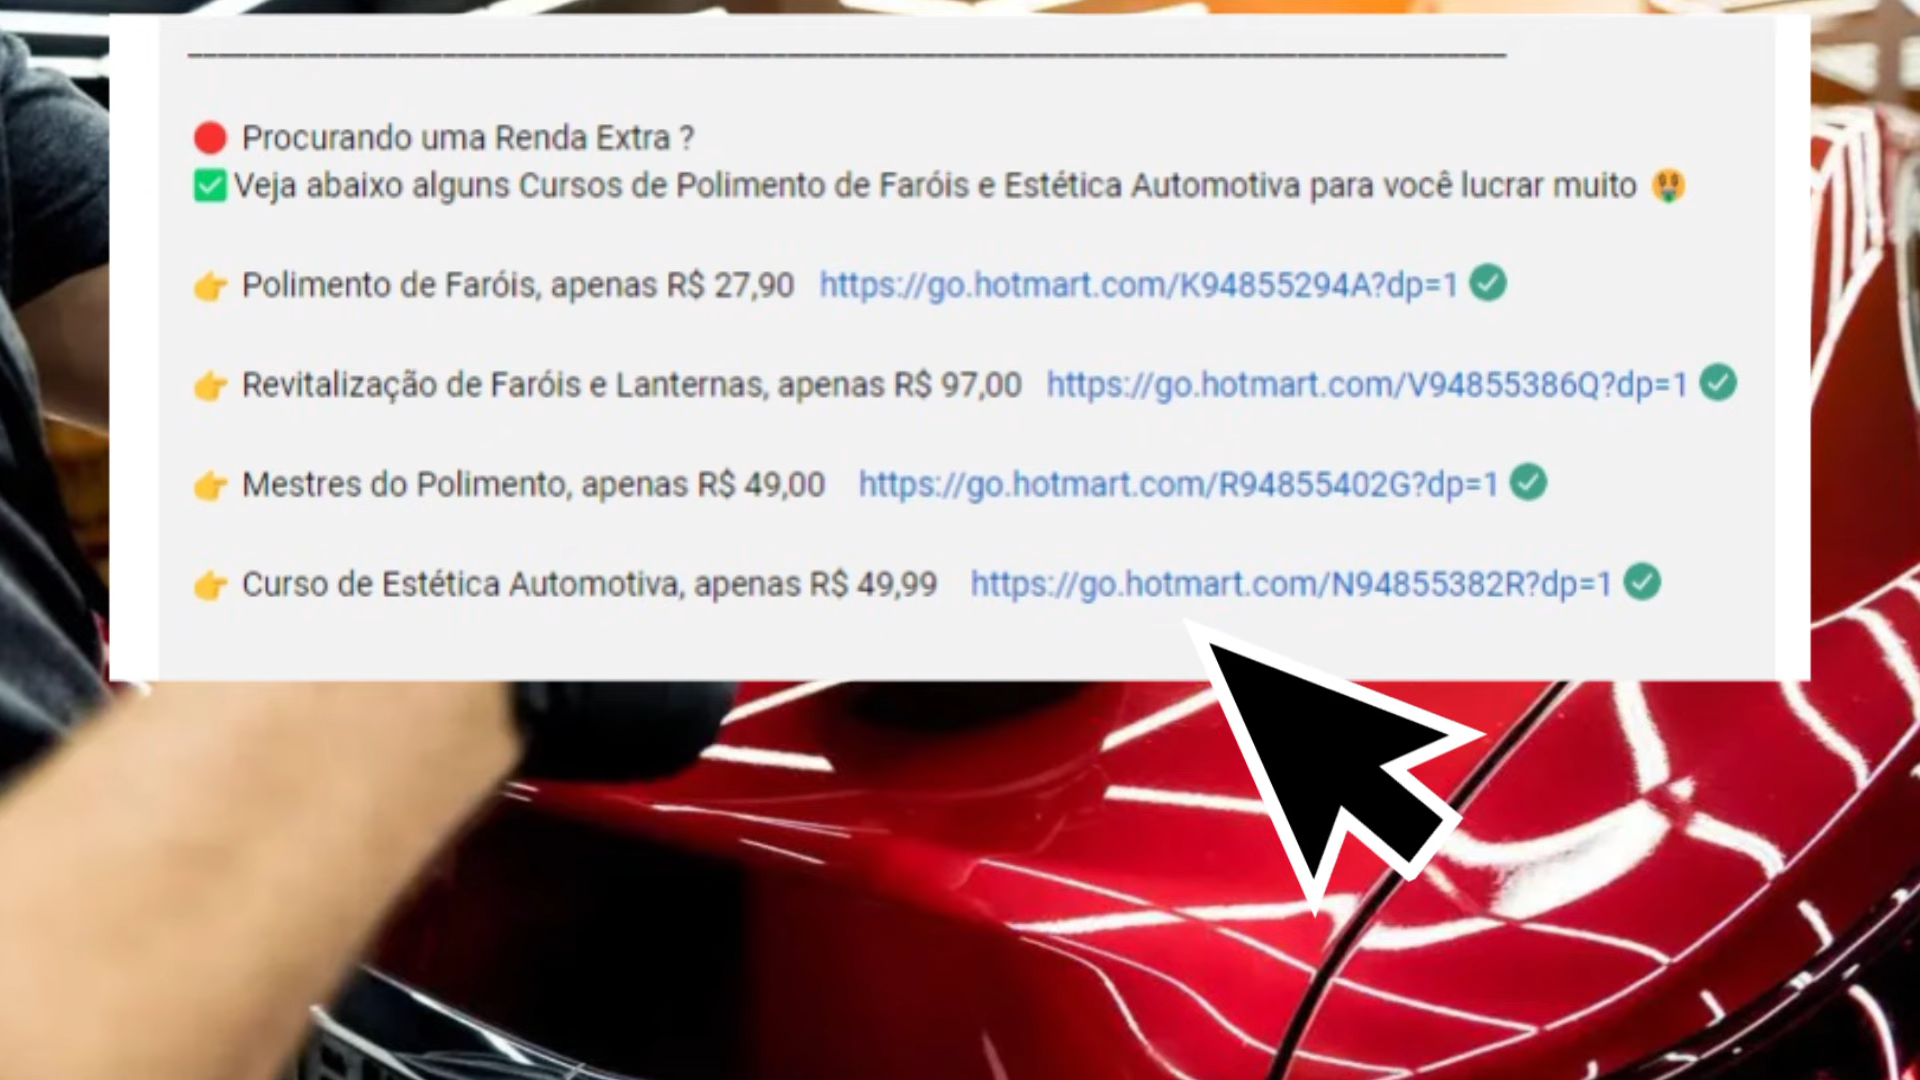 🔴 Procurando uma Renda Extra ?
✅ Veja abaixo alguns Cursos de Polimento de Faróis e Estética Automotiva para você lucrar muito 🤑
👉 Polimento de Faróis, apenas R$ 27,90 https://go.hotmart.com/K94855294A?dp=1 ✅
👉 Revitalização de Faróis e Lanternas, apenas R$ 97,00 https://go.hotmart.com/V94855386Q?dp=1 ✅
👉 Mestres do Polimento, apenas R$ 49,00 https://go.hotmart.com/R94855402G?dp=1 ✅
👉 Curso de Estética Automotiva, apenas R$ 49,99 https://go.hotmart.com/N94855382R?dp=1 ✅